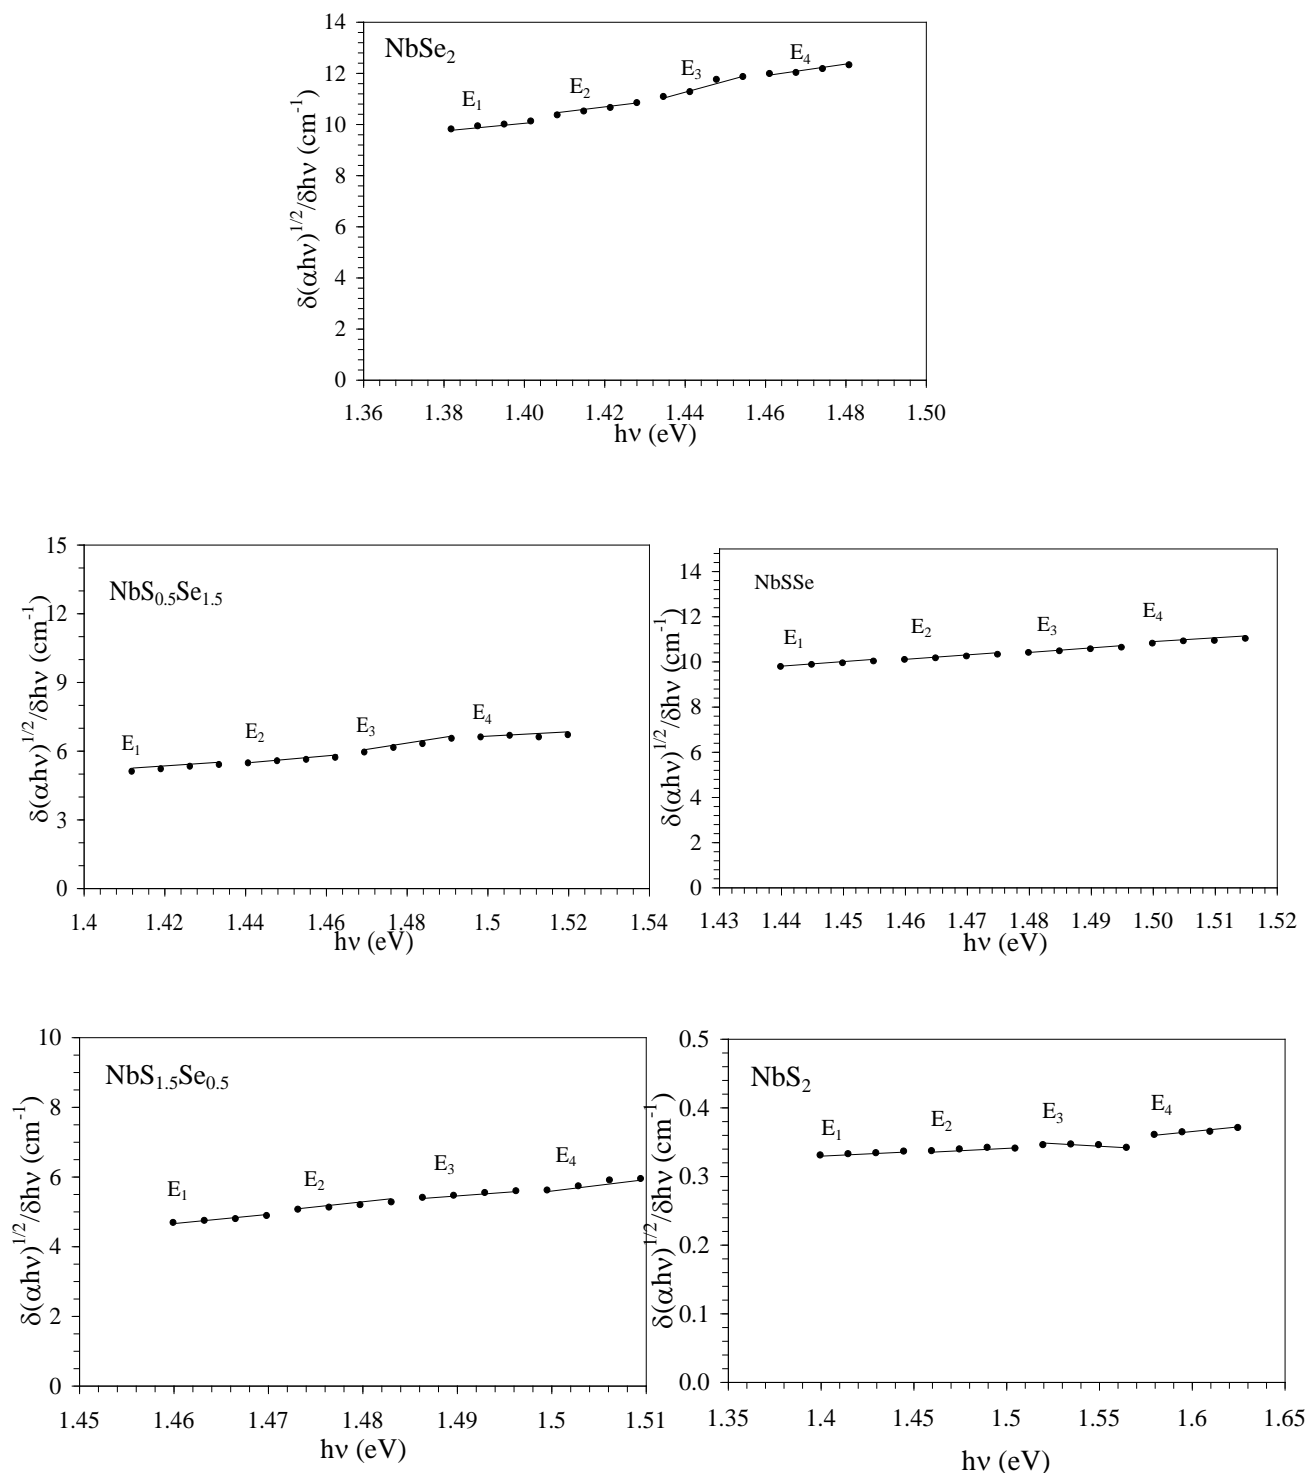 14
12
10
8
6
4
2
0
δ(αhν)^1/2/δhν (cm^-1)
NbSe₂
E₁
E₂
E₃
E₄
1.36 1.38 1.40 1.42 1.44 1.46 1.48 1.50
hν (eV)
15
12
9
6
3
0
δ(αhν)^1/2/δhν (cm^-1)
NbS₀.₅Se₁.₅
E₁
E₂
E₃
E₄
1.4 1.42 1.44 1.46 1.48 1.5 1.52 1.54
hν (eV)
14
12
10
8
6
4
2
0
δ(αhν)^1/2/δhν (cm^-1)
NbSSe
E₁
E₂
E₃
E₄
1.43 1.44 1.45 1.46 1.47 1.48 1.49 1.50 1.51 1.52
hν (eV)
10
8
6
4
2
0
δ(αhν)^1/2/δhν (cm^-1)
NbS₁.₅Se₀.₅
E₁
E₂
E₃
E₄
1.45 1.46 1.47 1.48 1.49 1.5 1.51
hν (eV)
0.5
0.4
0.3
0.2
0.1
0.0
δ(αhν)^1/2/δhν (cm^-1)
NbS₂
E₁
E₂
E₃
E₄
1.35 1.4 1.45 1.5 1.55 1.6 1.65
hν (eV)